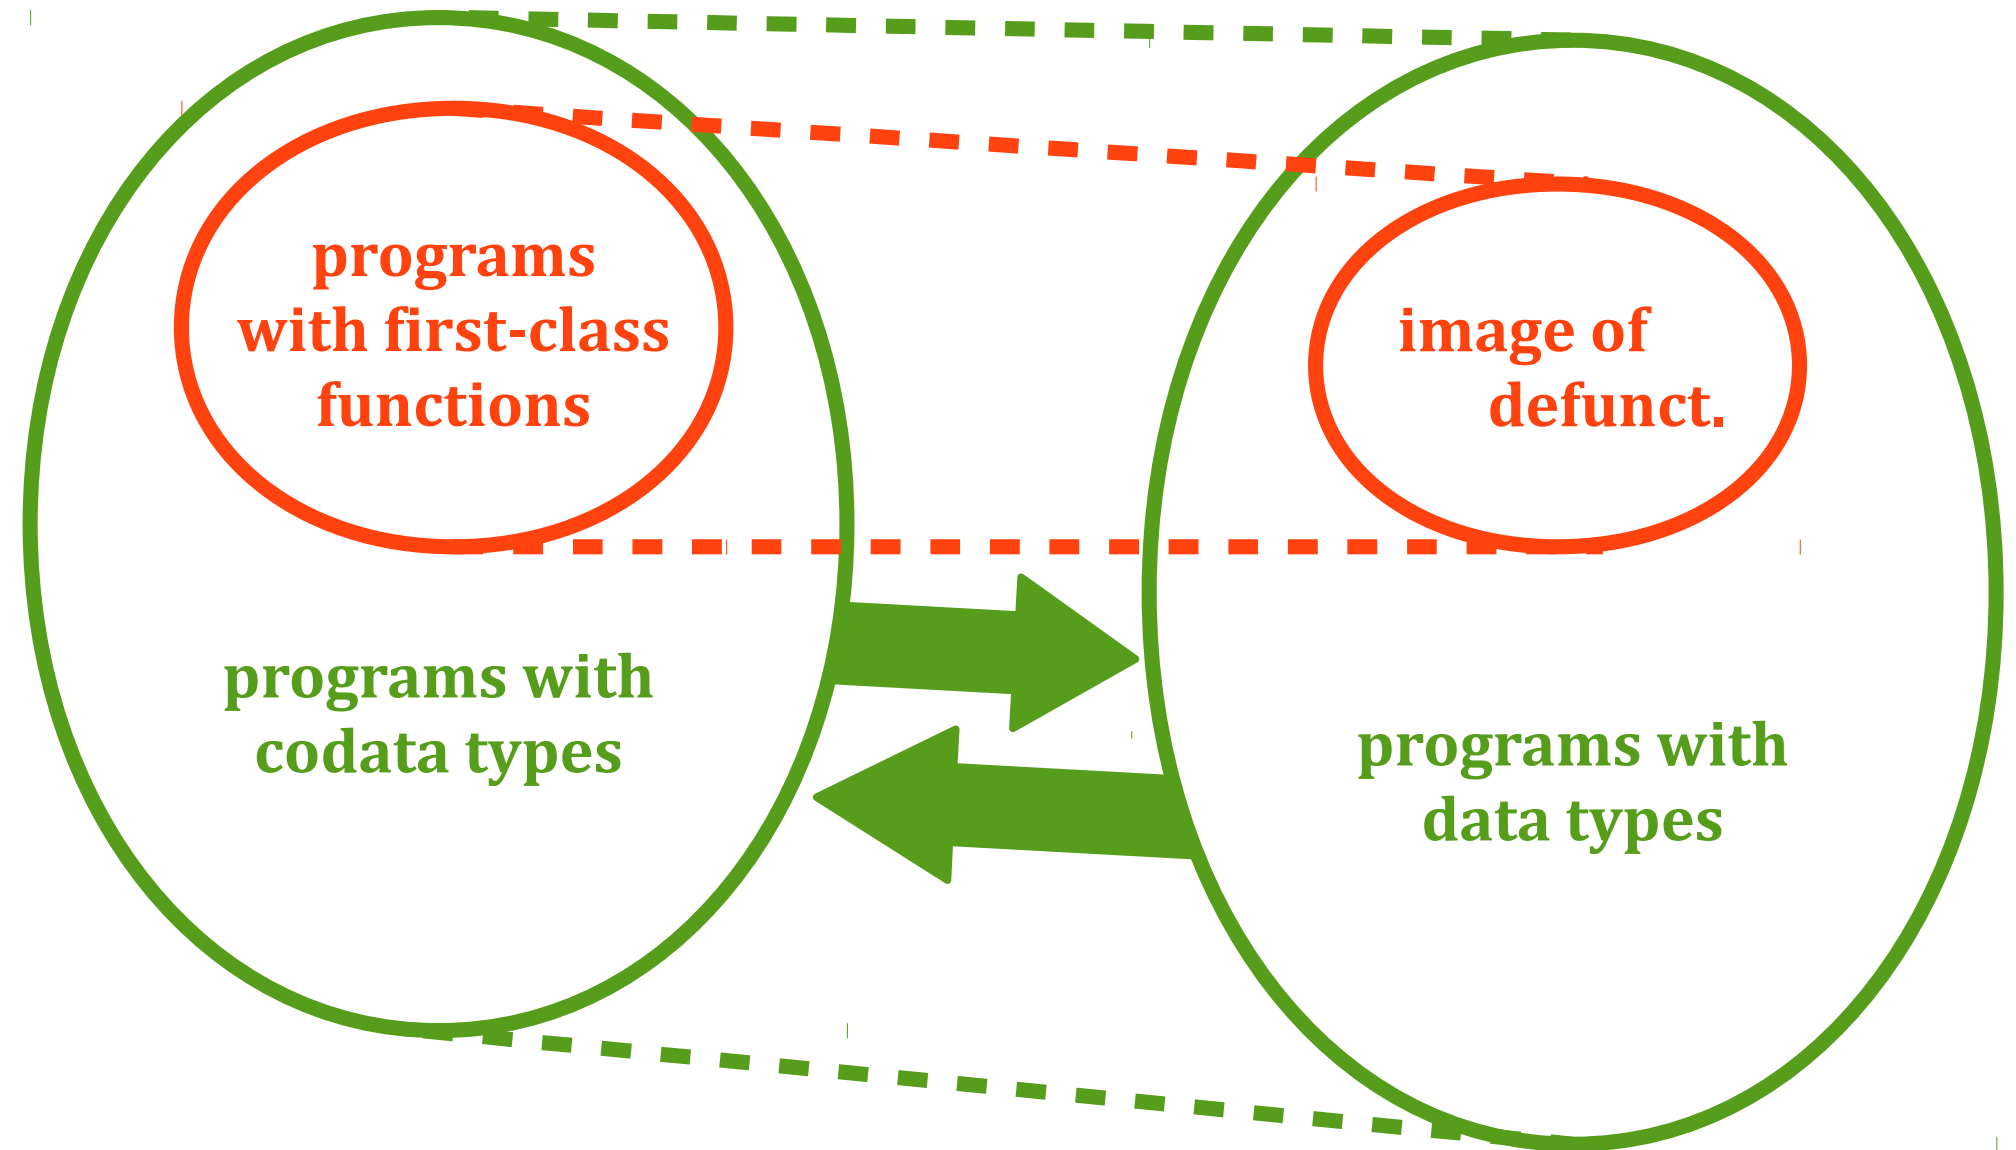 programs
with first-class
functions
programs with
codata types
image of
defunct.
programs with
data types